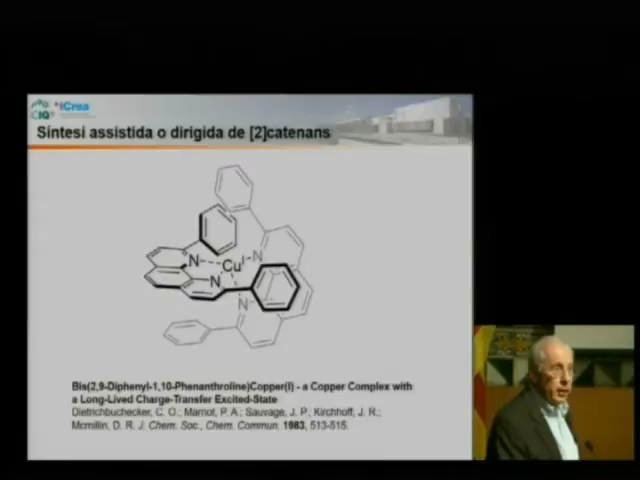 CIQ
iCrea
Síntesi assistida o dirigida de [2]catenans
N
Cu
I
N
N
N
Bis(2,9-Diphenyl-1,10-Phenanthroline)Copper(I) - a Copper Complex with
a Long-Lived Charge-Transfer Excited-State
Dietrichbuchecker, C. O.; Marnot, P. A.; Sauvage, J. P.; Kirchhoff, J. R.;
Mcmillin, D. R. J. Chem. Soc., Chem. Commun. 1983, 513-515.